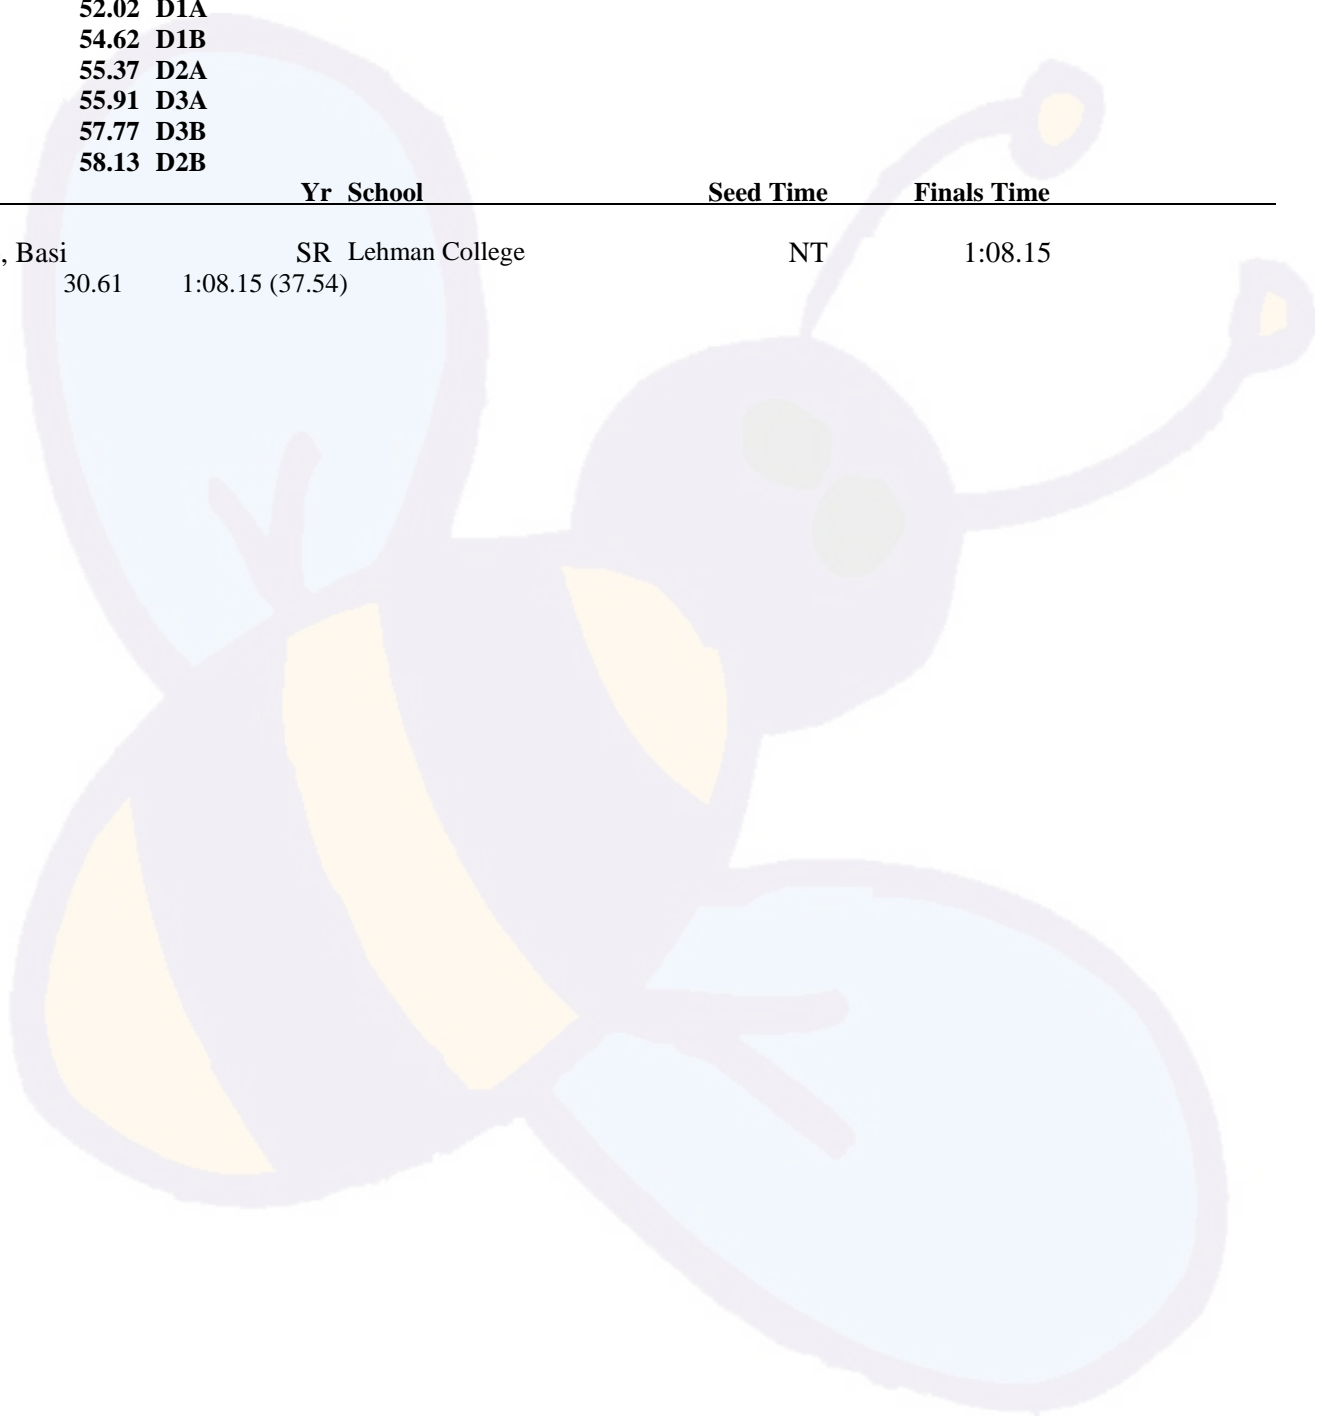 52.02 D1A
54.62 D1B
55.37 D2A
55.91 D3A
57.77 D3B
58.13 D2B
Yr School Seed Time Finals Time
, Basi SR Lehman College NT 1:08.15
30.61 1:08.15 (37.54)